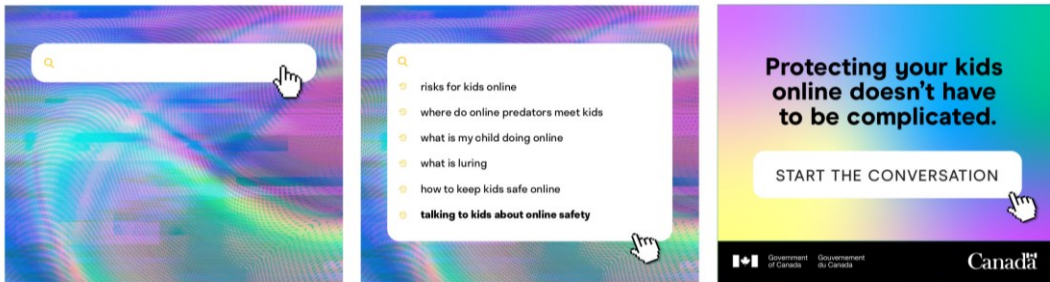 risks for kids online
where do online predators meet kids
what is my child doing online
what is luring
how to keep kids safe online
talking to kids about online safety
Protecting your kids
online doesn't have
to be complicated.
START THE CONVERSATION
Government
of Canada
Gouvernement
du Canada
Canada